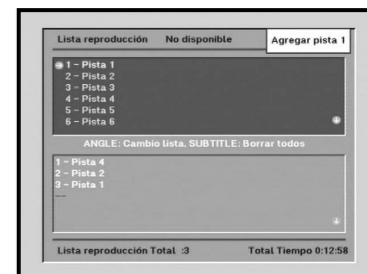 Lista reproducción No disponible Agregar pista 1
1 - Pista 1
2 - Pista 2
3 - Pista 3
4 - Pista 4
5 - Pista 5
6 - Pista 6
ANGLE: Cambio lista, SUBTITLE: Borrar todos
1 - Pista 4
2 - Pista 2
3 - Pista 1
--
Lista reproducción Total :3 Total Tiempo 0:12:58